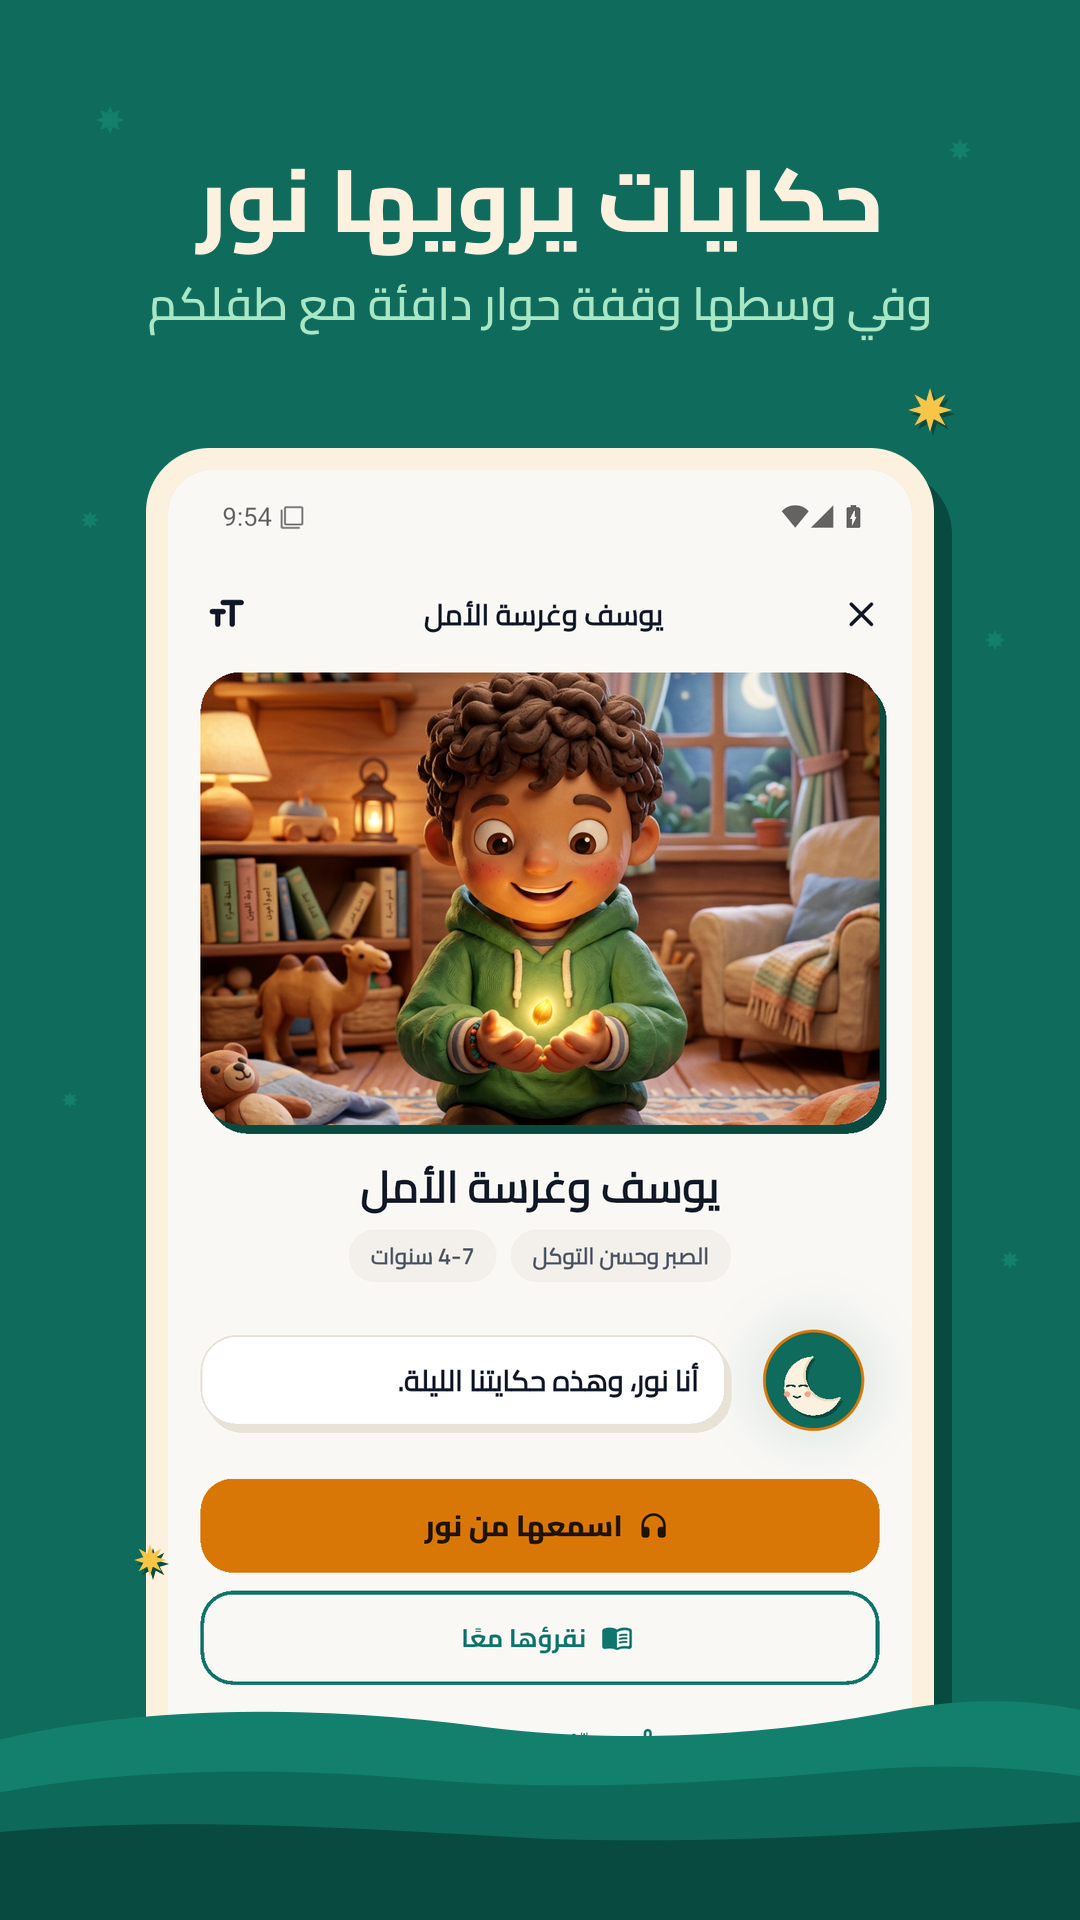 حكايات يرويها نور
وفي وسطها وقفة حوار دافئة مع طفلكم
9:54
يوسف وغرسة الأمل
يوسف وغرسة الأمل
الصبر وحسن التوكل
4-7 سنوات
أنا نور، وهذه حكايتنا الليلة.
اسمعها من نور
نقرؤها معًا